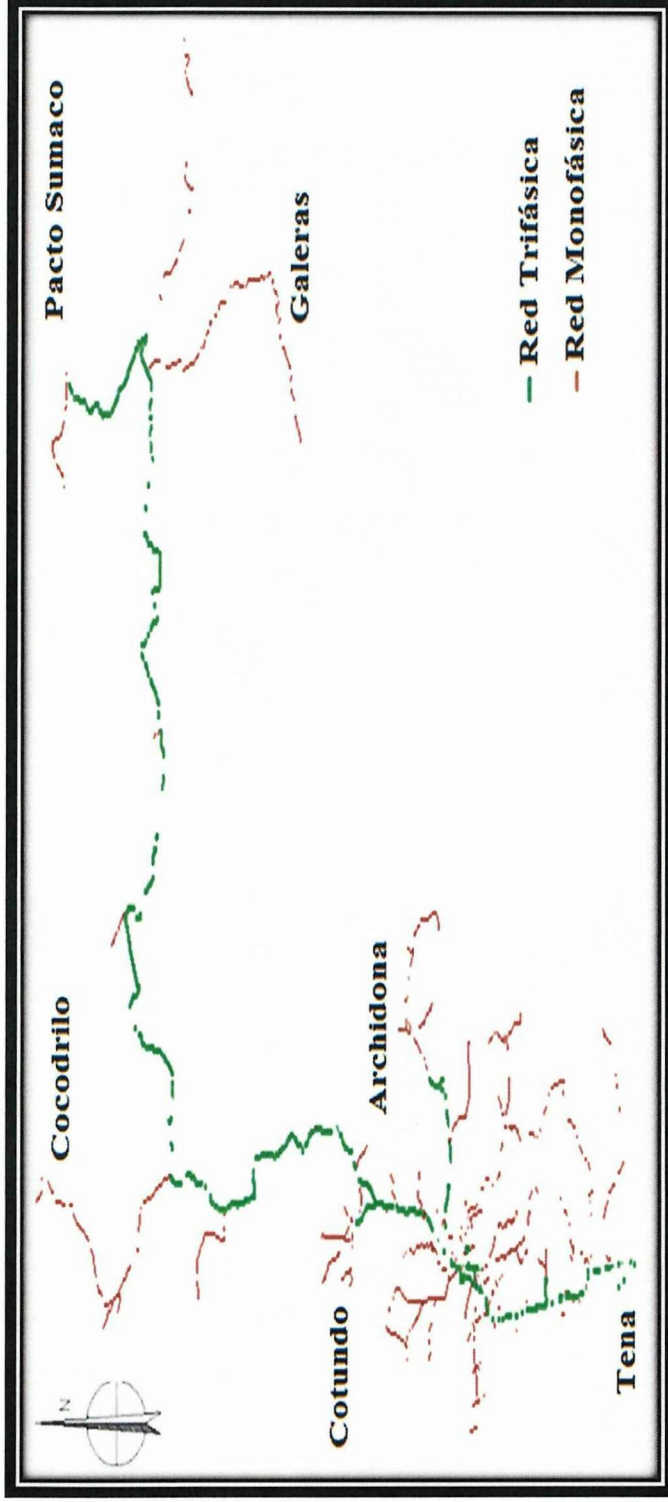 N
Cocodrilo
Pacto Sumaco
Galeras
Archidona
Cotundo
Tena
Red Trifásica
Red Monofásica